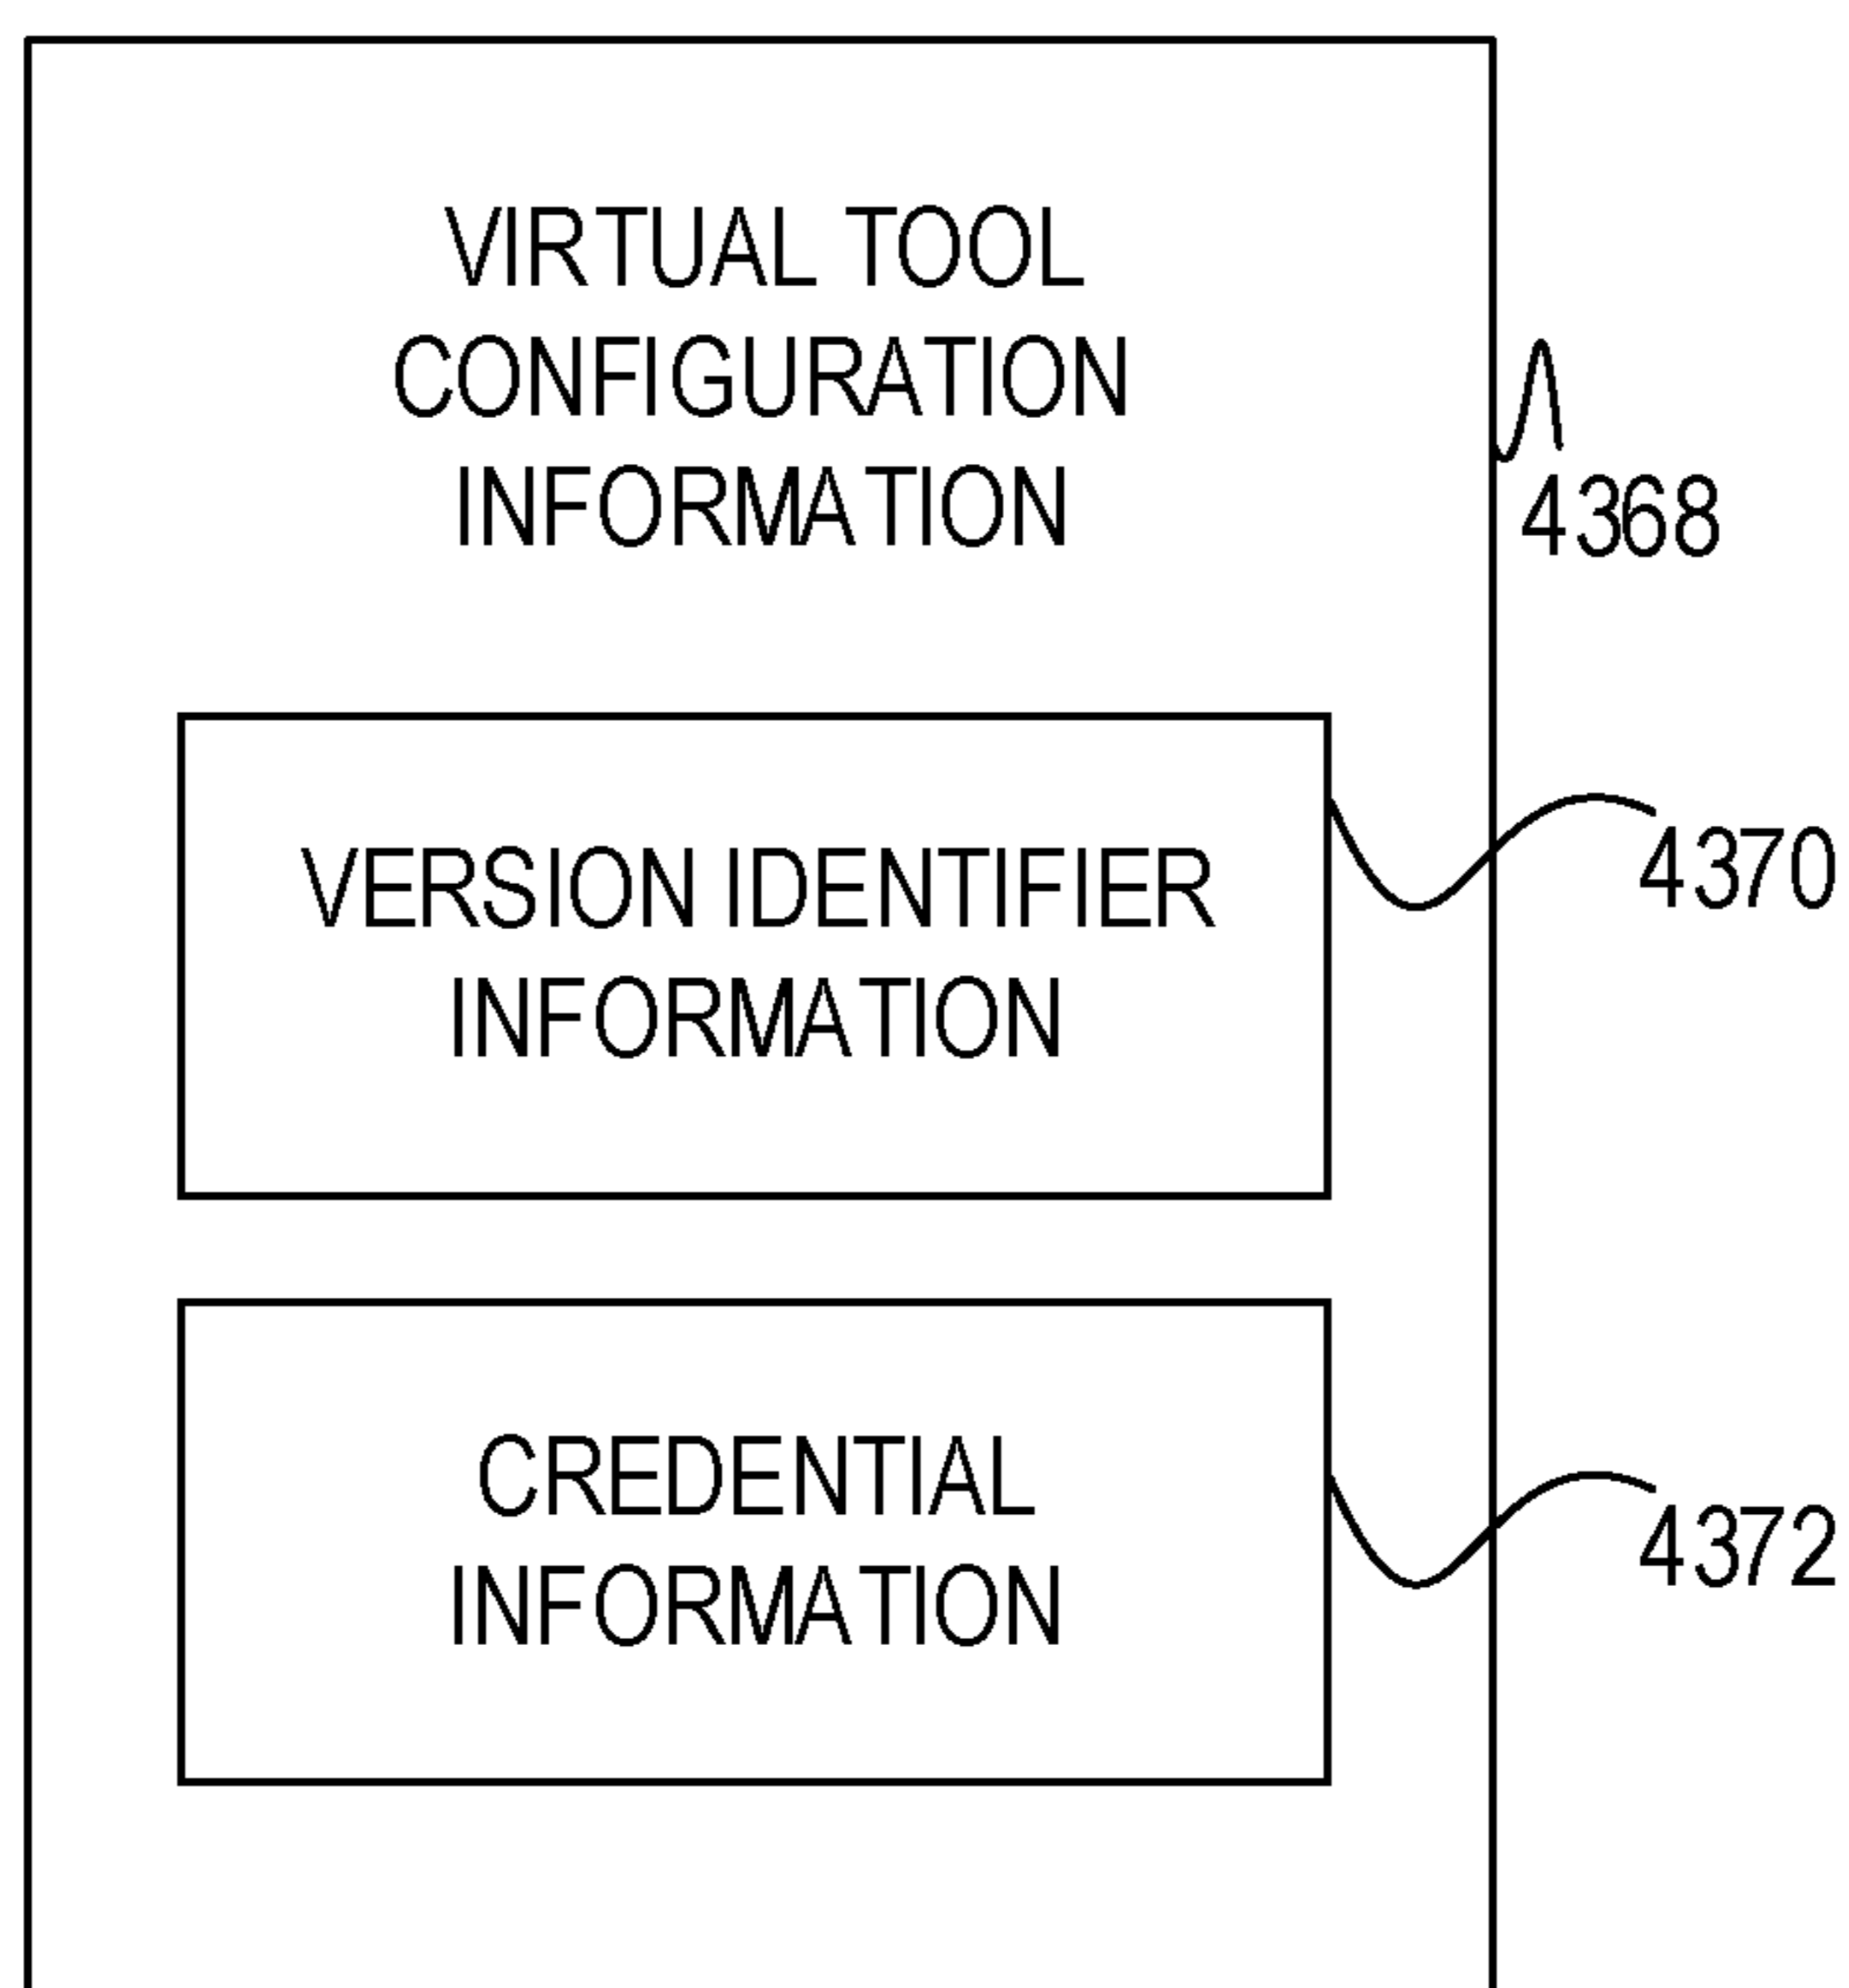 VIRTUAL TOOL
CONFIGURATION
INFORMATION
4368
VERSION IDENTIFIER
INFORMATION
4370
CREDENTIAL
INFORMATION
4372